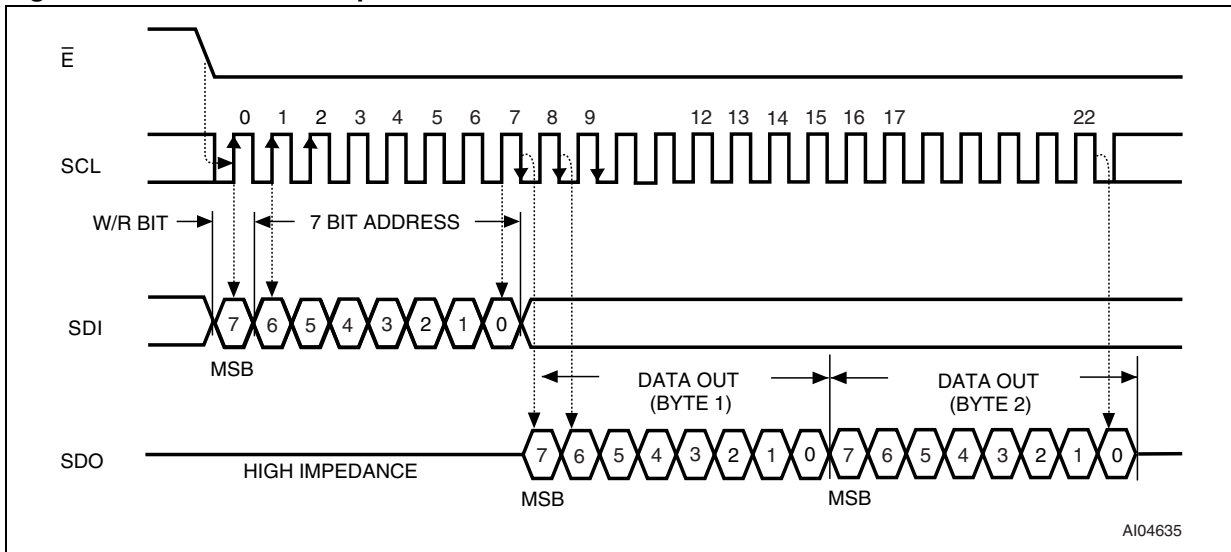 E̅
0 1 2 3 4 5 6 7 8 9 12 13 14 15 16 17 22
SCL
W/R BIT 7 BIT ADDRESS
SDI 7 6 5 4 3 2 1 0
MSB
DATA OUT (BYTE 1) DATA OUT (BYTE 2)
SDO HIGH IMPEDANCE 7 6 5 4 3 2 1 0 7 6 5 4 3 2 1 0
MSB MSB
AI04635